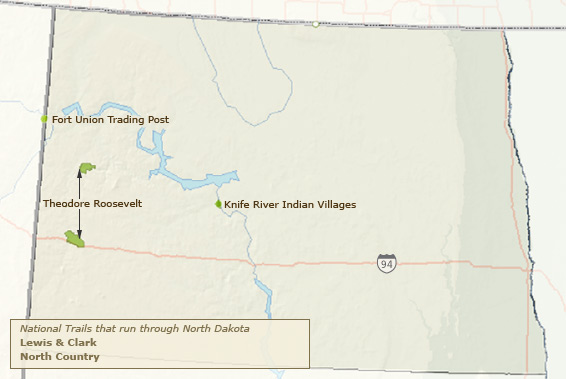 Fort Union Trading Post
Theodore Roosevelt
Knife River Indian Villages
94
National Trails that run through North Dakota
Lewis & Clark
North Country